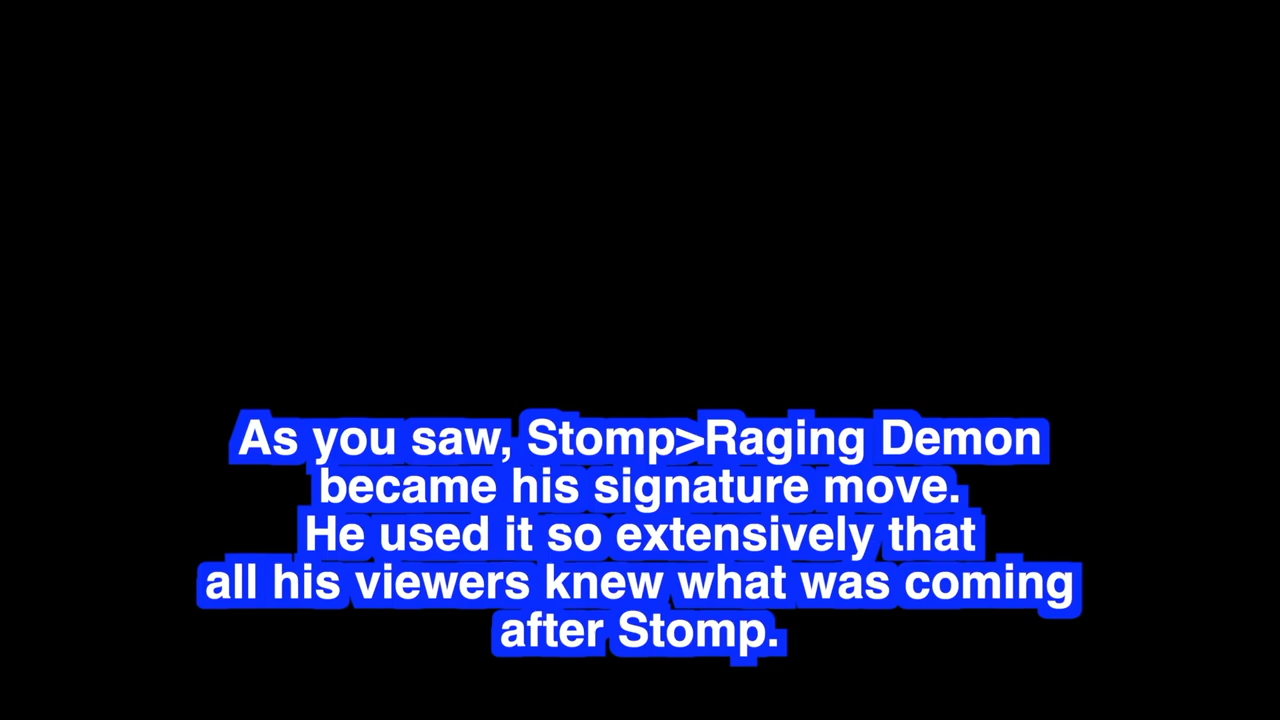 As you saw, Stomp>Raging Demon
became his signature move.
He used it so extensively that
all his viewers knew what was coming
after Stomp.